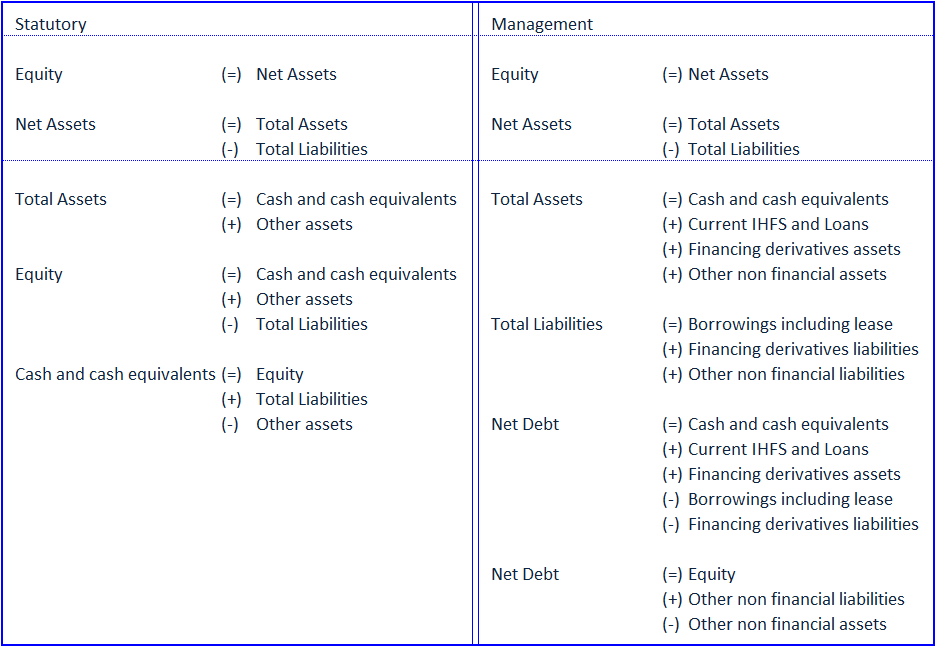 Statutory
Equity (=) Net Assets
Net Assets (=) Total Assets
(-) Total Liabilities
Total Assets (=) Cash and cash equivalents
(+) Other assets
Equity (=) Cash and cash equivalents
(+) Other assets
(-) Total Liabilities
Cash and cash equivalents (=) Equity
(+) Total Liabilities
(-) Other assets
Management
Equity (=) Net Assets
Net Assets (=) Total Assets
(-) Total Liabilities
Total Assets (=) Cash and cash equivalents
(+) Current IHFS and Loans
(+) Financing derivatives assets
(+) Other non financial assets
Total Liabilities (=) Borrowings including lease
(+) Financing derivatives liabilities
(+) Other non financial liabilities
Net Debt (=) Cash and cash equivalents
(+) Current IHFS and Loans
(+) Financing derivatives assets
(-) Borrowings including lease
(-) Financing derivatives liabilities
Net Debt (=) Equity
(+) Other non financial liabilities
(-) Other non financial assets